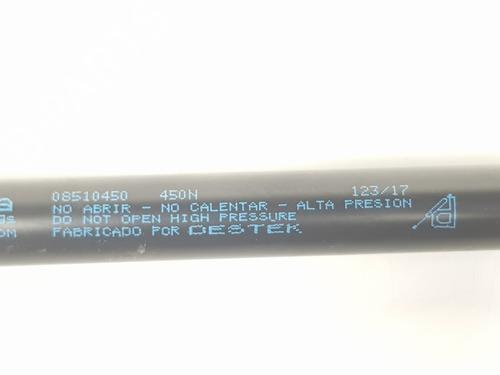 08510450 450N 123/17
NO ABRIR - NO CALENTAR - ALTA PRESION
DO NOT OPEN HIGH PRESSURE
FABRICADO POR DESTEK